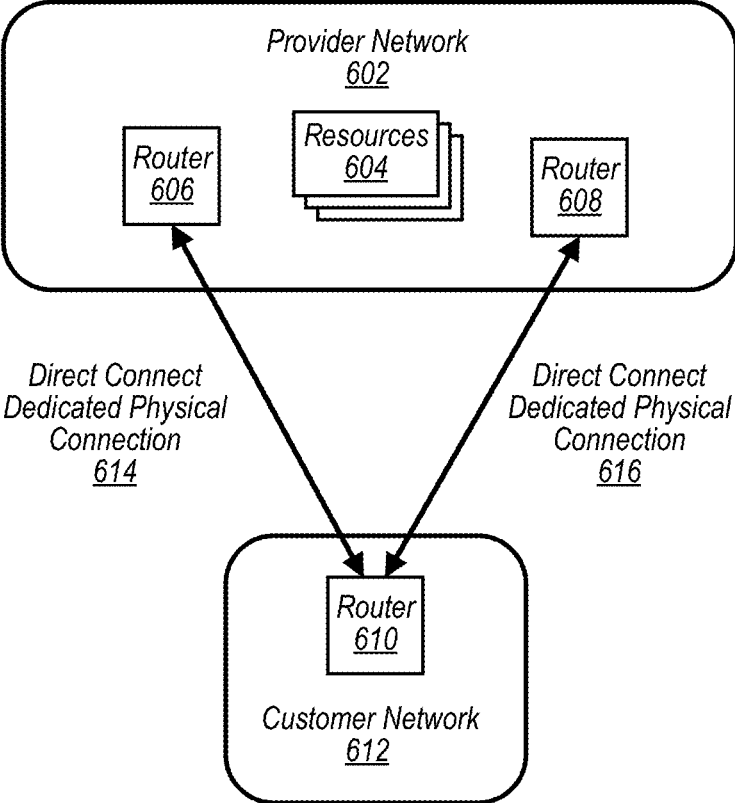 Provider Network
602
Router
606
Resources
604
Router
608
Direct Connect
Dedicated Physical
Connection
614
Direct Connect
Dedicated Physical
Connection
616
Router
610
Customer Network
612